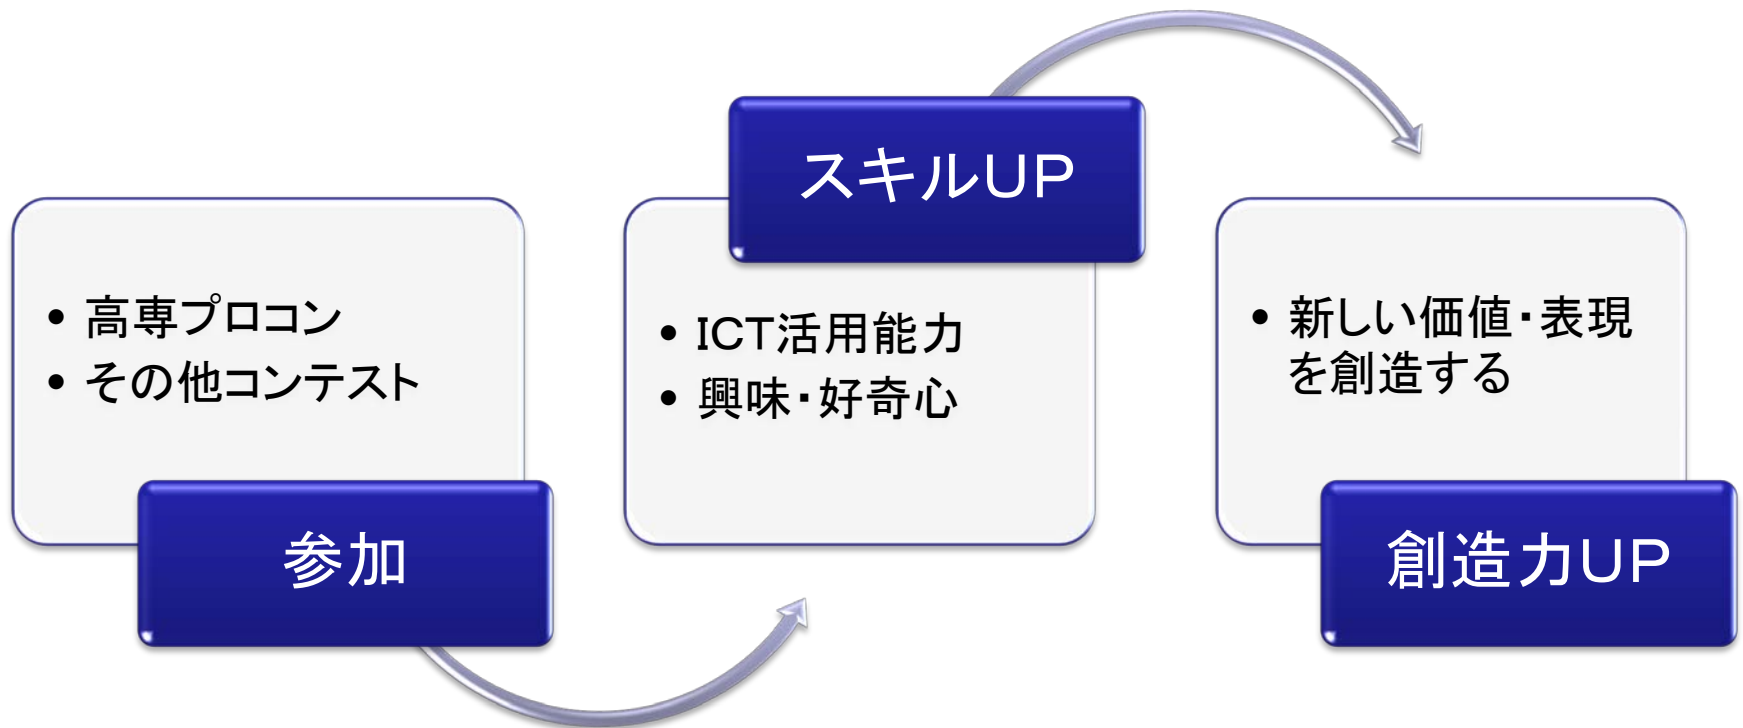 • 高専プロコン
• その他コンテスト
参加
スキルUP
• ICT活用能力
• 興味・好奇心
• 新しい価値・表現
を創造する
創造力UP